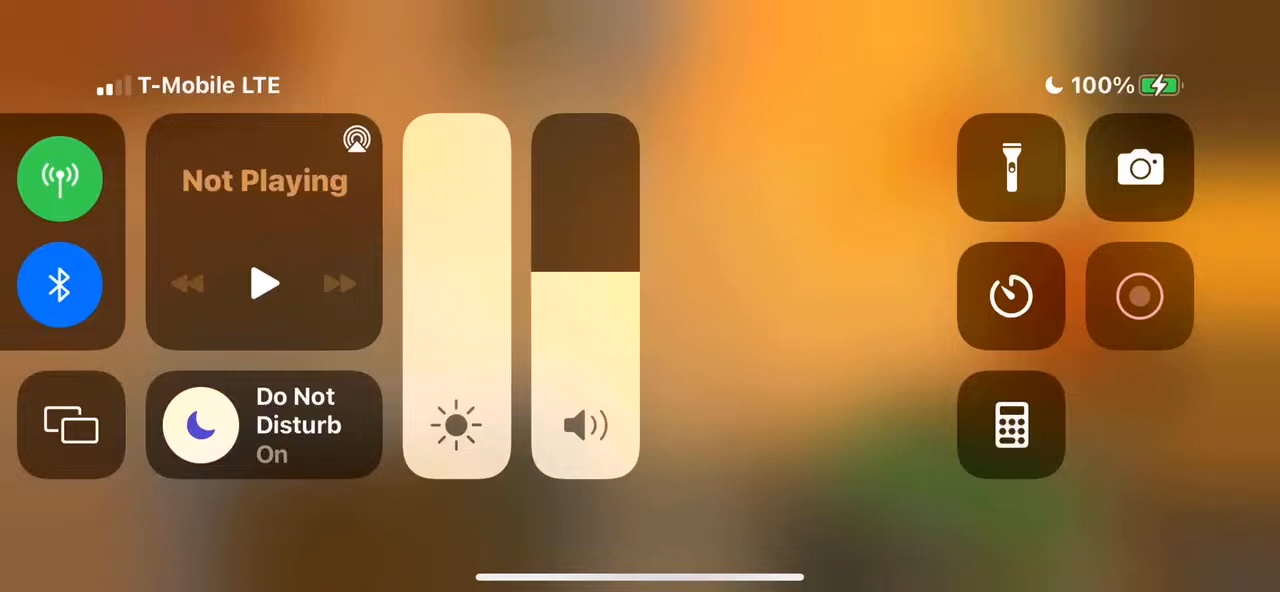 T-Mobile LTE
100%
Not Playing
Do Not
Disturb
On